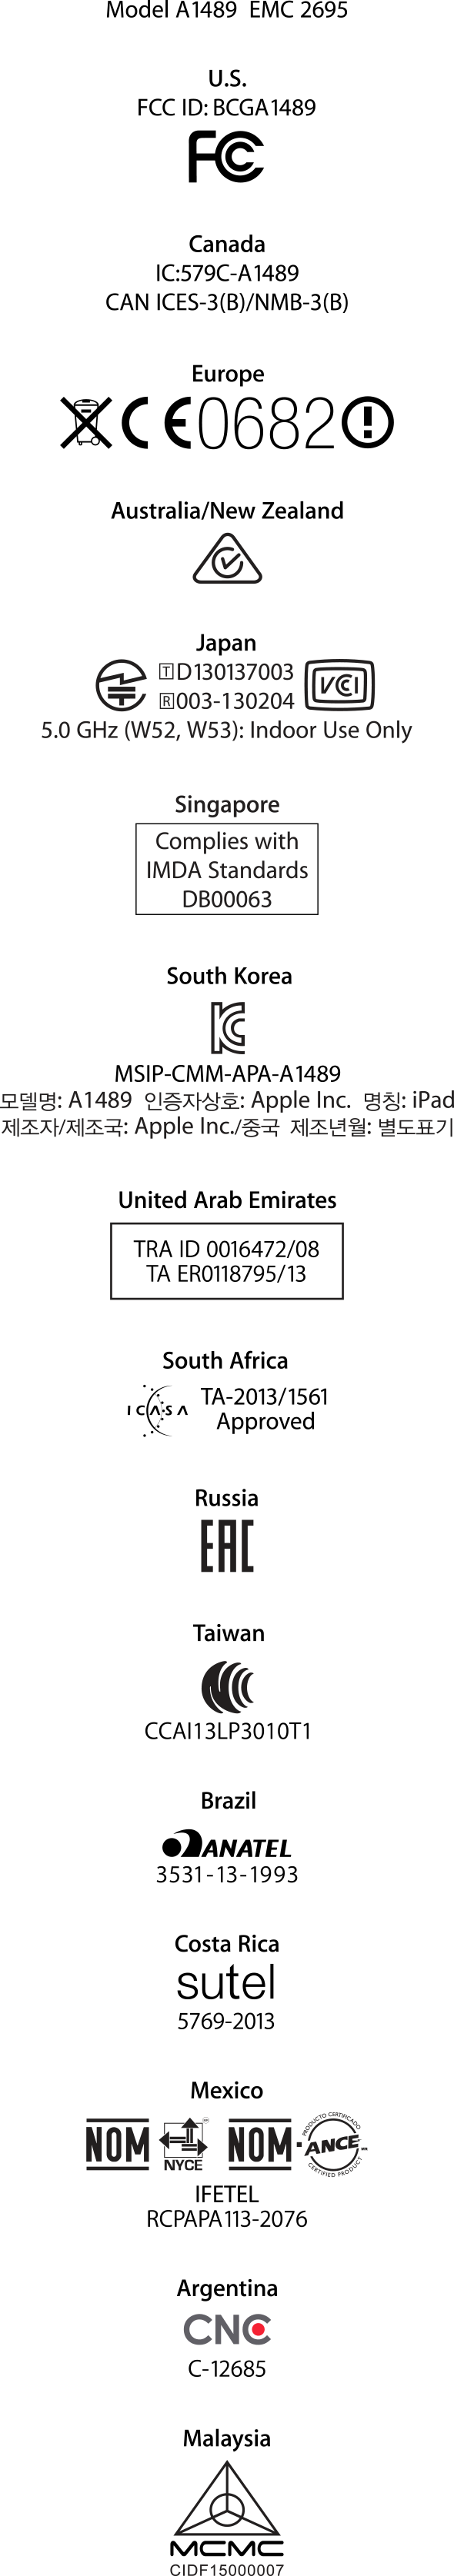 Model A1489 EMC 2695
U.S.
FCC ID: BCGA1489
FC
Canada
IC:579C-A1489
CAN ICES-3(B)/NMB-3(B)
Europe
CE0682
Australia/New Zealand
Japan
T D130137003
R 003-130204
VCCI
5.0 GHz (W52, W53): Indoor Use Only
Singapore
Complies with
IMDA Standards
DB00063
South Korea
KC
MSIP-CMM-APA-A1489
모델명: A1489 인증자상호: Apple Inc. 명칭: iPad
제조자/제조국: Apple Inc./중국 제조년월: 별도표기
United Arab Emirates
TRA ID 0016472/08
TA ER0118795/13
South Africa
ICASA
TA-2013/1561
Approved
Russia
EAC
Taiwan
CCAI13LP3010T1
Brazil
ANATEL
3531-13-1993
Costa Rica
sutel
5769-2013
Mexico
NOM NYCE NOM-ANCE
PRODUCTO CERTIFICADO
CERTIFIED PRODUCT
IFETEL
RCPAPA113-2076
Argentina
CNC
C-12685
Malaysia
MCMC
CIDF15000007